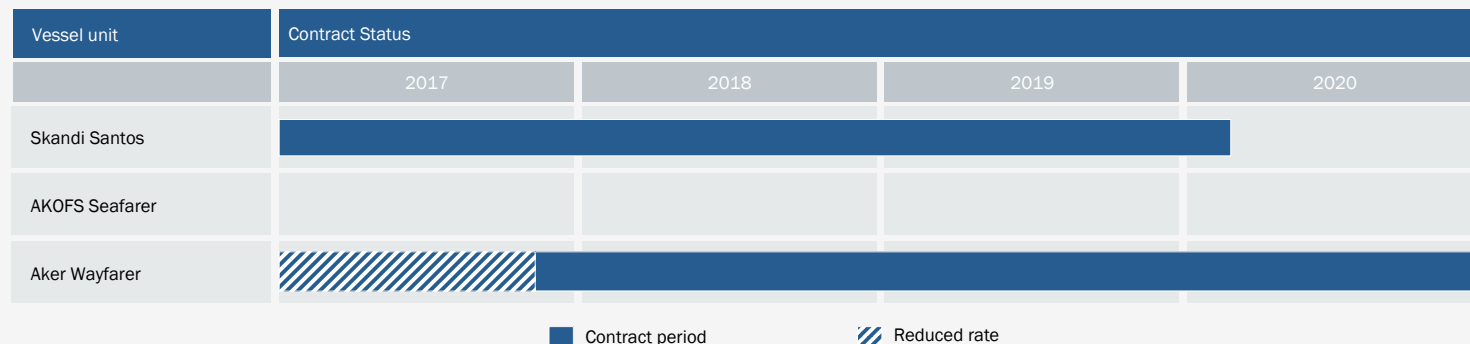 Vessel unit
Contract Status
2017
2018
2019
2020
Skandi Santos
AKOFS Seafarer
Aker Wayfarer
Contract period
Reduced rate